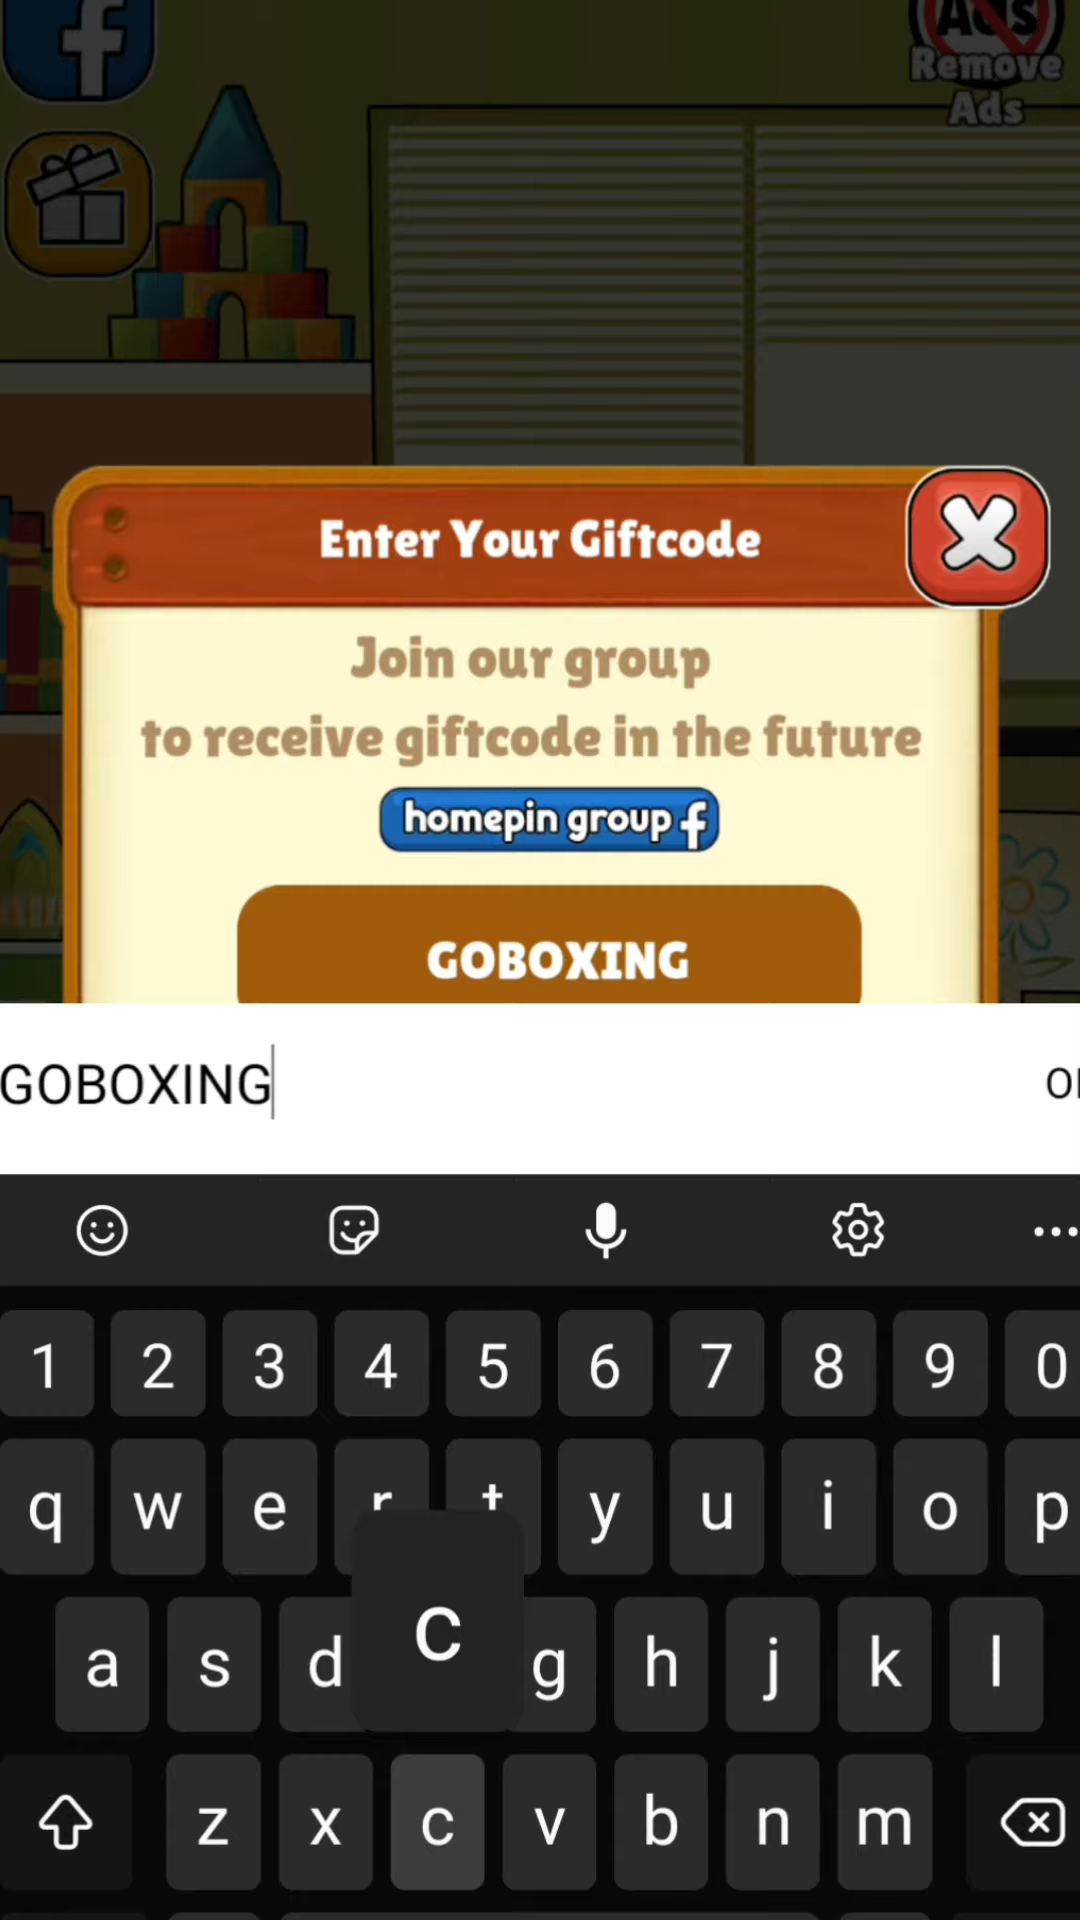 Ads
Remove
Ads
Enter Your Giftcode
Join our group
to receive giftcode in the future
homepin group f
GOBOXING
GOBOXING
1 2 3 4 5 6 7 8 9 0
q w e r t y u i o p
a s d c g h j k l
z x c v b n m